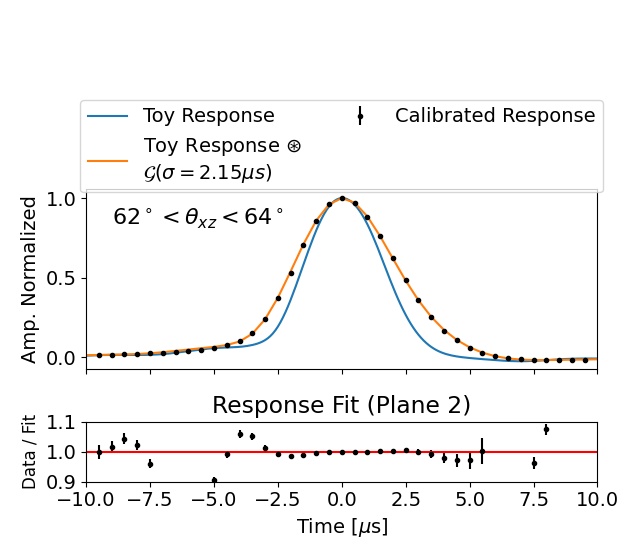 Toy Response
Toy Response ⊛
𝒢(σ = 2.15μs)
Calibrated Response
62° < θxz < 64°
Amp. Normalized
1.0
0.5
0.0
Response Fit (Plane 2)
Data / Fit
1.1
1.0
0.9
−10.0 −7.5 −5.0 −2.5 0.0 2.5 5.0 7.5 10.0
Time [μs]